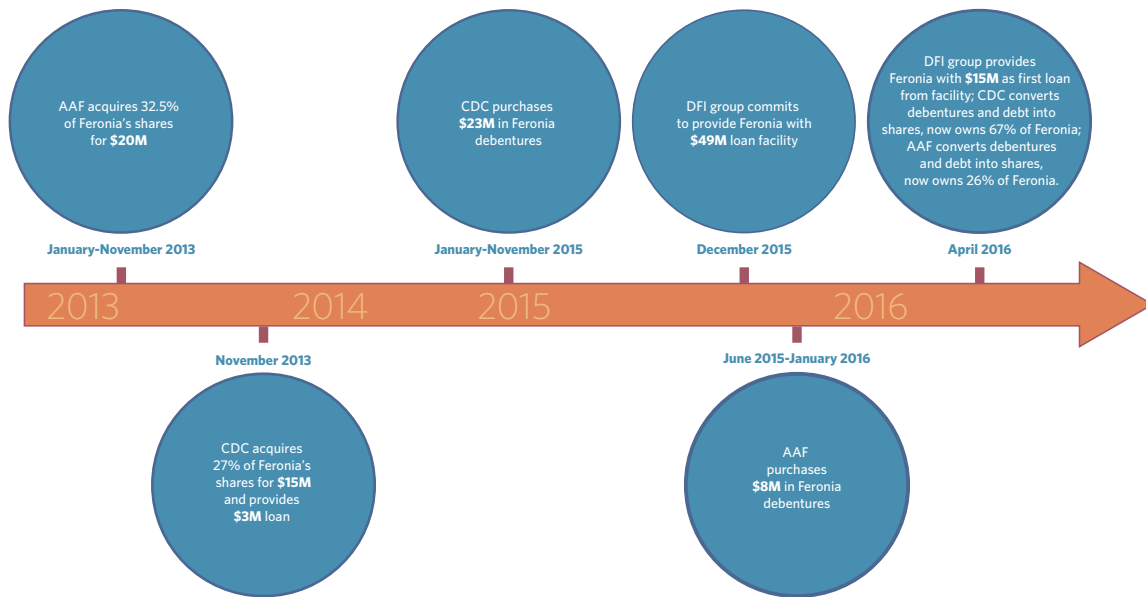 AAF acquires 32.5%
of Feronia's shares
for $20M
CDC purchases
$23M in Feronia
debentures
DFI group commits
to provide Feronia with
$49M loan facility
DFI group provides
Feronia with $15M as first loan
from facility; CDC converts
debentures and debt into
shares, now owns 67% of Feronia;
AAF converts debentures
and debt into shares,
now owns 26% of Feronia.
January-November 2013
January-November 2015
December 2015
April 2016
2013
2014
2015
2016
November 2013
June 2015-January 2016
CDC acquires
27% of Feronia's
shares for $15M
and provides
$3M loan
AAF
purchases
$8M in Feronia
debentures